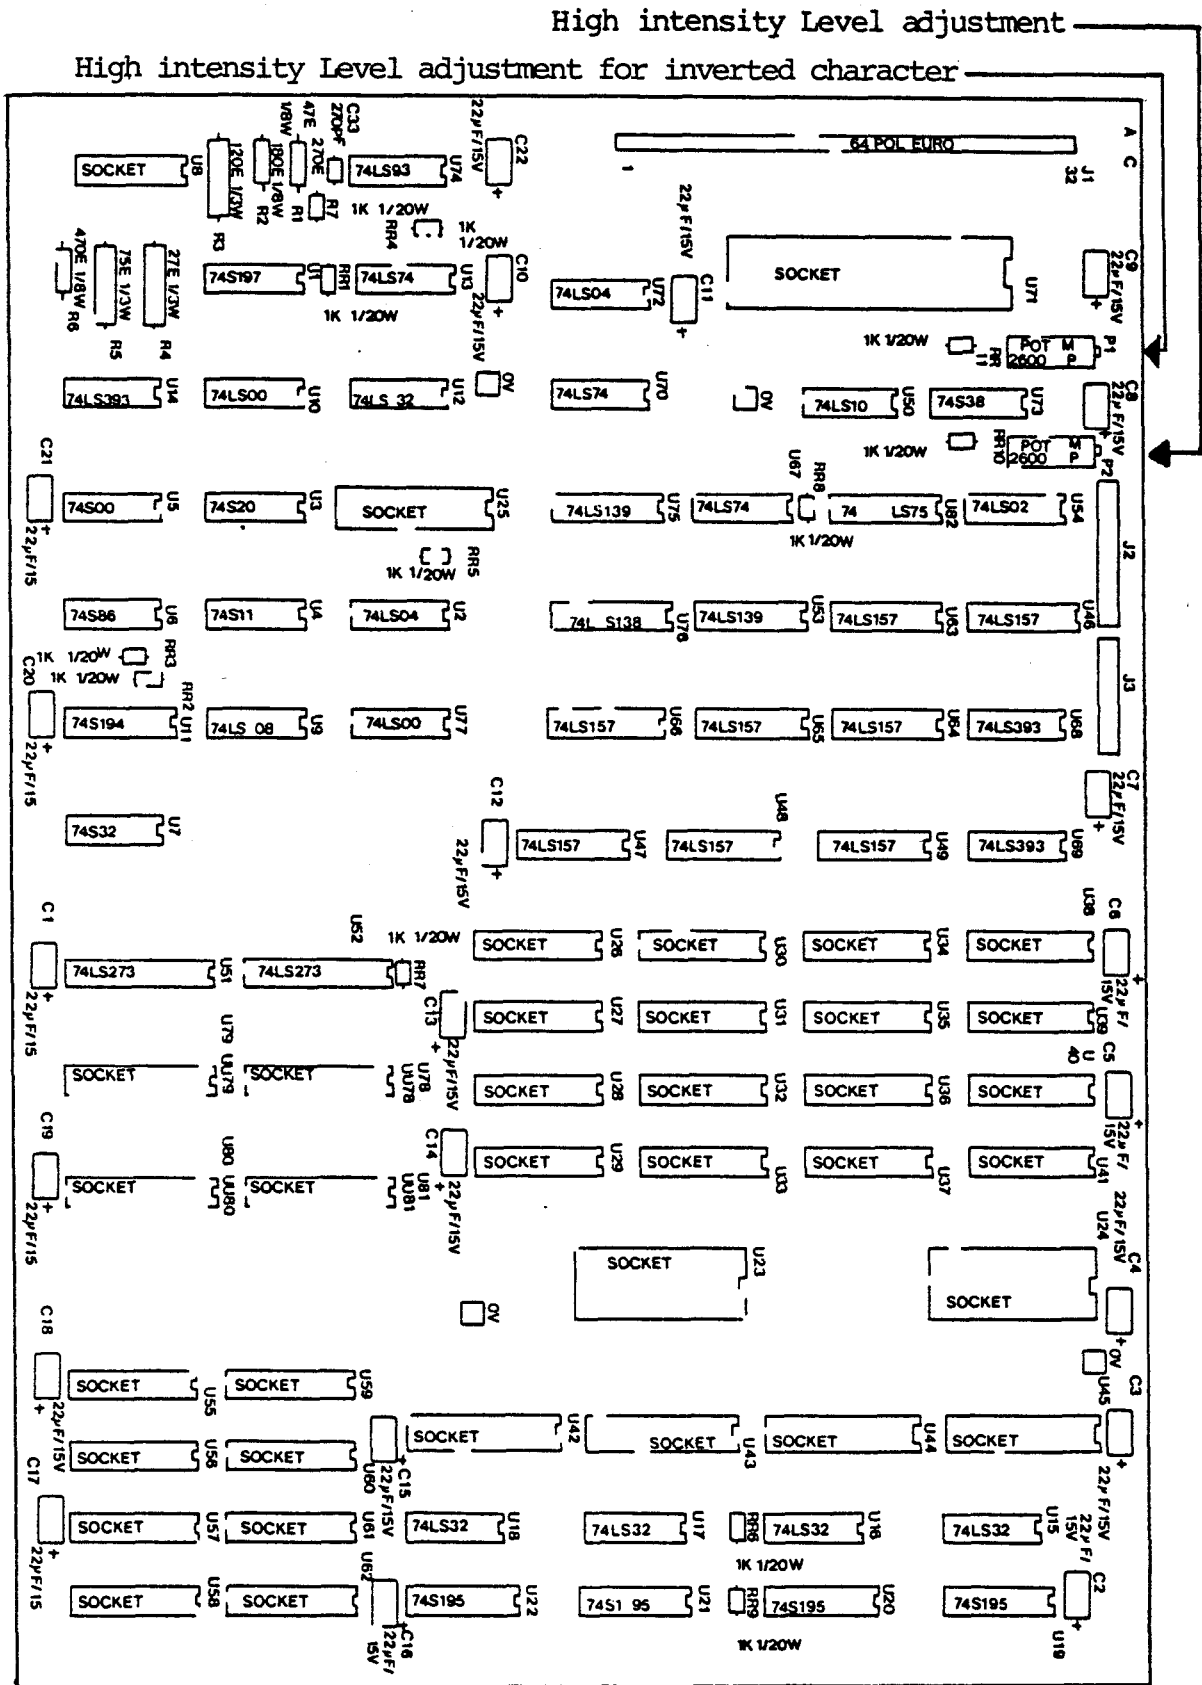 High intensity Level adjustment
High intensity Level adjustment for inverted character
A
C
64 POL EURO
1
32
J1
SOCKET
U8
120E 1/3W
R3
180E 1/8W
R2
47E
1/8W
R1
C33
270PF
270E
R7
74LS93
U74
22µF/15V
C22
1K 1/20W
RR4
1K
1/20W
470E 1/8W
R6
75E 1/3W
R5
27E 1/3W
R4
74S197
U1
RR1
74LS74
U13
1K 1/20W
C10
22µF/15V
74LS04
U72
22µF/15V
C11
SOCKET
U71
C9
22µF/15V
1K 1/20W
RR
11
POT M
2600 P
P1
74LS393
U14
74LS00
U10
74LS 32
U12
0V
74LS74
U70
0V
74LS10
U50
74S38
U73
C8
22µF/15V
1K 1/20W
RR10
POT M
2600 P
P2
C21
22µF/15
74S00
U5
74S20
U3
SOCKET
U25
74LS139
U75
74LS74
U67
RR8
1K 1/20W
74 LS75
U82
74LS02
U54
J2
1K 1/20W
RR5
74S86
U6
74S11
U4
74LS04
U2
74L S138
U76
74LS139
U53
74LS157
U63
74LS157
U46
1K 1/20W
RR3
1K 1/20W
RR2
C20
22µF/15
74S194
U11
74LS 08
U9
74LS00
U77
74LS157
U66
74LS157
U65
74LS157
U64
74LS393
U68
J3
74S32
U7
C12
22µF/15V
74LS157
U47
74LS157
U48
74LS157
U49
74LS393
U69
C7
22µF/15V
C1
22µF/15
74LS273
U51
74LS273
U52
1K 1/20W
RR7
SOCKET
U26
SOCKET
U30
SOCKET
U34
SOCKET
U38
C6
22µF/
15V
C13
22µF/15V
SOCKET
U27
SOCKET
U31
SOCKET
U35
SOCKET
U39
SOCKET
U79
UU79
SOCKET
U78
UU78
SOCKET
U28
SOCKET
U32
SOCKET
U36
SOCKET
U
40
C5
22µF/
15V
C19
22µF/15
SOCKET
U80
UU80
SOCKET
U81
UU81
C14
22µF/15V
SOCKET
U29
SOCKET
U33
SOCKET
U37
SOCKET
U41
SOCKET
U23
SOCKET
U24
22µF/15V
C4
0V
0V
C18
22µF/15V
SOCKET
U55
SOCKET
U59
SOCKET
U42
SOCKET
U43
SOCKET
U44
SOCKET
U45
C3
22µF/15V
SOCKET
U56
SOCKET
U60
C15
22µF/15V
C17
22µF/15
SOCKET
U57
SOCKET
U61
74LS32
U18
74LS32
U17
RR6
1K 1/20W
74LS32
U16
74LS32
U15
22µF/
15V
C2
SOCKET
U58
SOCKET
U62
C16
22µF/
15V
74S195
U22
74S1 95
U21
RR9
1K 1/20W
74S195
U20
74S195
U19